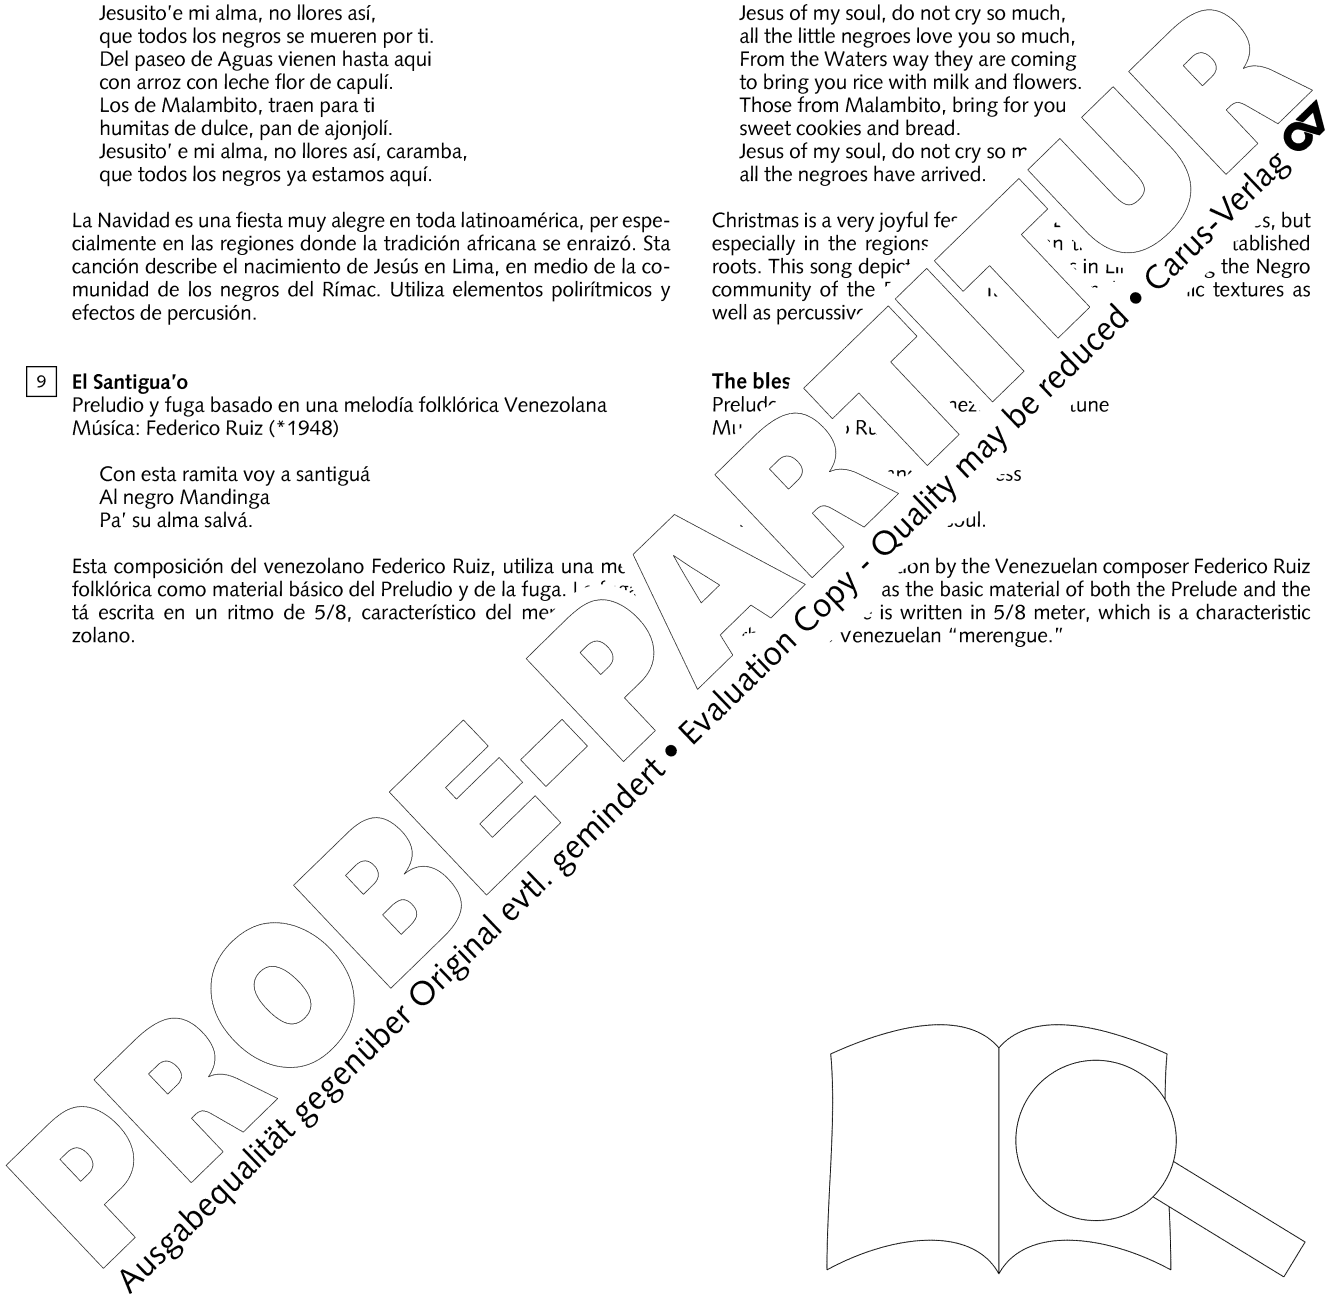 Jesusito’e mi alma, no llores así,
que todos los negros se mueren por ti.
Del paseo de Aguas vienen hasta aqui
con arroz con leche flor de capulí.
Los de Malambito, traen para ti
humitas de dulce, pan de ajonjolí.
Jesusito’ e mi alma, no llores así, caramba,
que todos los negros ya estamos aquí.
La Navidad es una fiesta muy alegre en toda latinoamérica, per espe-
cialmente en las regiones donde la tradición africana se enraizó. Sta
canción describe el nacimiento de Jesús en Lima, en medio de la co-
munidad de los negros del Rímac. Utiliza elementos polirítmicos y
efectos de percusión.
9 El Santigua’o
Preludio y fuga basado en una melodía folklórica Venezolana
Músíca: Federico Ruiz (*1948)
Con esta ramita voy a santiguá
Al negro Mandinga
Pa’ su alma salvá.
Esta composición del venezolano Federico Ruiz, utiliza una
folklórica como material básico del Preludio y de la fuga.
tá escrita en un ritmo de 5/8, característico del
zolano.
Jesus of my soul, do not cry so much,
all the little negroes love you so much,
From the Waters way they are coming
to bring you rice with milk and flowers.
Those from Malambito, bring for you
sweet cookies and bread.
Jesus of my soul, do not cry so
all the negroes have arrived.
Christmas is a very joyful but
especially in the regions
roots. This song in the Negro
community of the textures as
well as
The
tune
soul.
by the Venezuelan composer Federico Ruiz
as the basic material of both the Prelude and the
is written in 5/8 meter, which is a characteristic
Venezuelan “merengue.”
PROBE-PARTITUR
Ausgabequalität gegenüber Original evtl. gemindert • Evaluation Copy - Quality may be reduced • Carus-Verlag